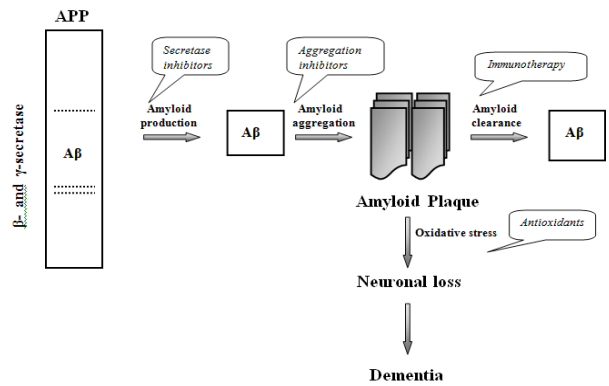 APP
β- and γ-secretase
Aβ
Secretase
inhibitors
Amyloid
production
Aβ
Aggregation
inhibitors
Amyloid
aggregation
Amyloid Plaque
Immunotherapy
Amyloid
clearance
Aβ
Oxidative stress
Antioxidants
Neuronal loss
Dementia